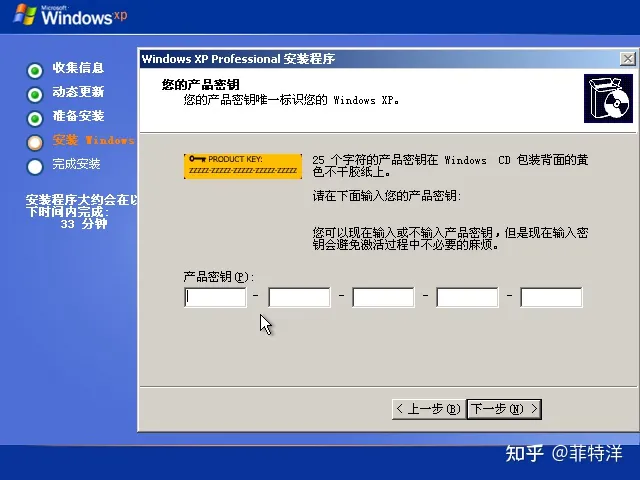 Microsoft
Windows xp
收集信息
动态更新
准备安装
安装 Windows
完成安装
安装程序大约会在以
下时间内完成:
33 分钟
Windows XP Professional 安装程序
您的产品密钥
您的产品密钥唯一标识您的 Windows XP。
PRODUCT KEY:
zzzzz-zzzzz-zzzzz-zzzzz-zzzzz
25 个字符的产品密钥在 Windows CD 包装背面的黄
色不干胶纸上。
请在下面输入您的产品密钥:
您可以现在输入或不输入产品密钥，但是现在输入密
钥会避免激活过程中不必要的麻烦。
产品密钥(P):
- - - -
< 上一步(B) 下一步(N) >
知乎 @菲特洋